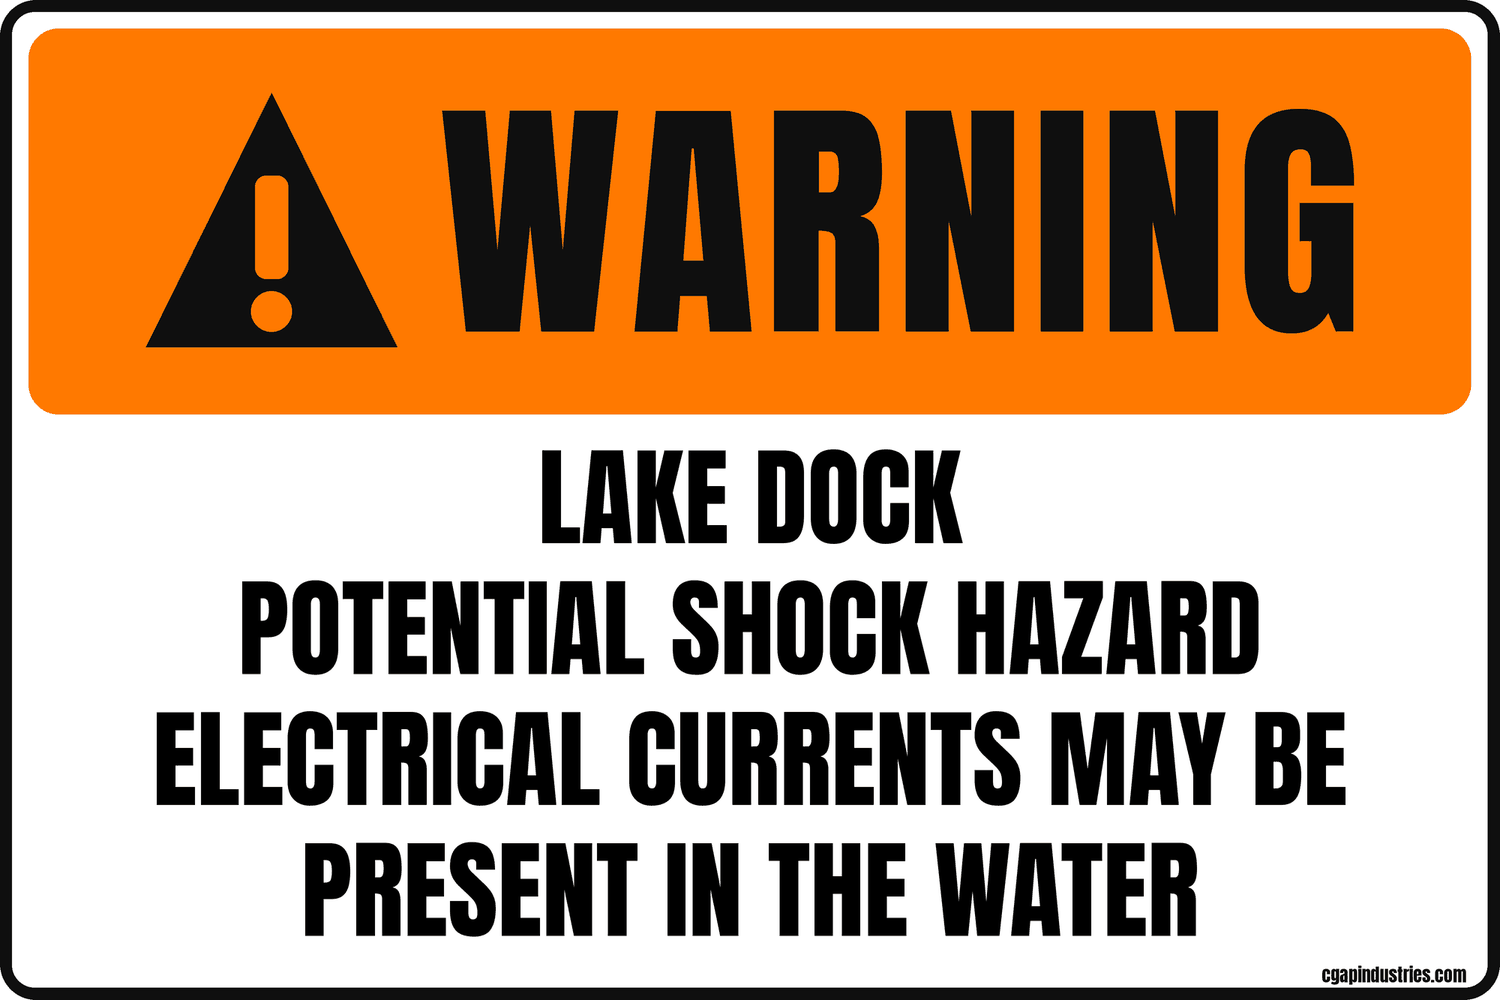 WARNING
LAKE DOCK
POTENTIAL SHOCK HAZARD
ELECTRICAL CURRENTS MAY BE
PRESENT IN THE WATER
cgapindustries.com